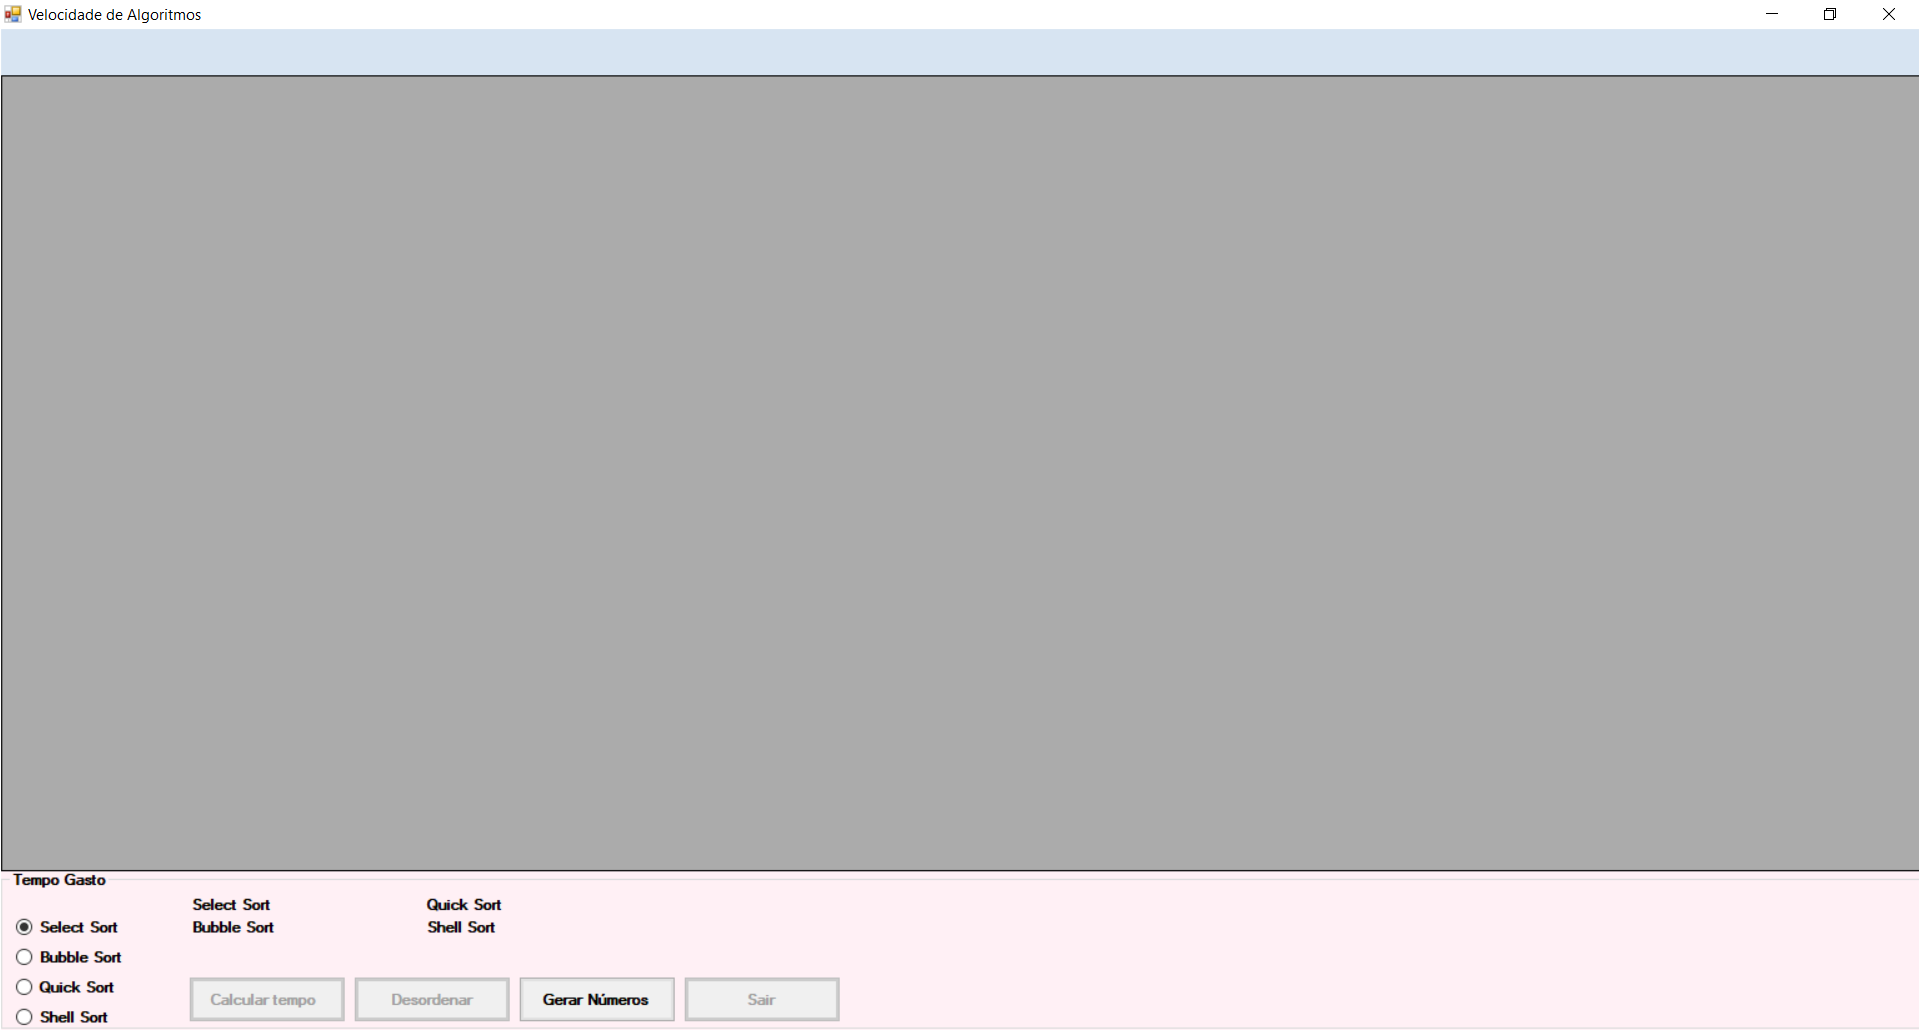 Velocidade de Algoritmos
Tempo Gasto
Select Sort Quick Sort
Select Sort Bubble Sort Shell Sort
Bubble Sort
Quick Sort
Calcular tempo Desordenar Gerar Números Sair
Shell Sort